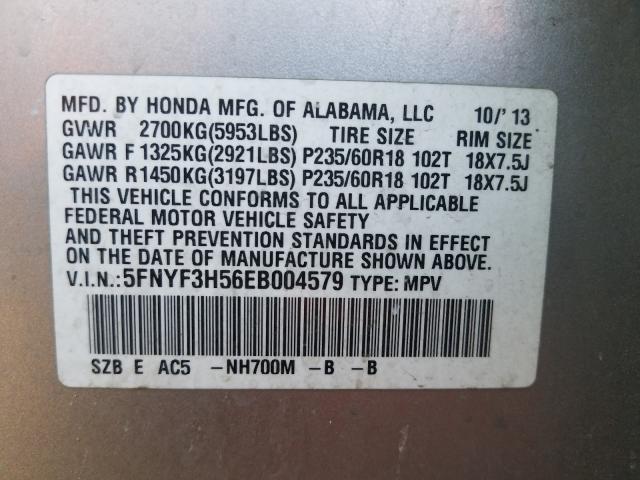 MFD. BY HONDA MFG. OF ALABAMA, LLC 10/'13
GVWR 2700KG(5953LBS) TIRE SIZE RIM SIZE
GAWR F 1325KG(2921LBS) P235/60R18 102T 18X7.5J
GAWR R 1450KG(3197LBS) P235/60R18 102T 18X7.5J
THIS VEHICLE CONFORMS TO ALL APPLICABLE
FEDERAL MOTOR VEHICLE SAFETY
AND THEFT PREVENTION STANDARDS IN EFFECT
ON THE DATE OF MANUFACTURE SHOWN ABOVE.
V.I.N.:5FNYF3H56EB004579 TYPE: MPV
SZB E AC5 -NH700M -B -B